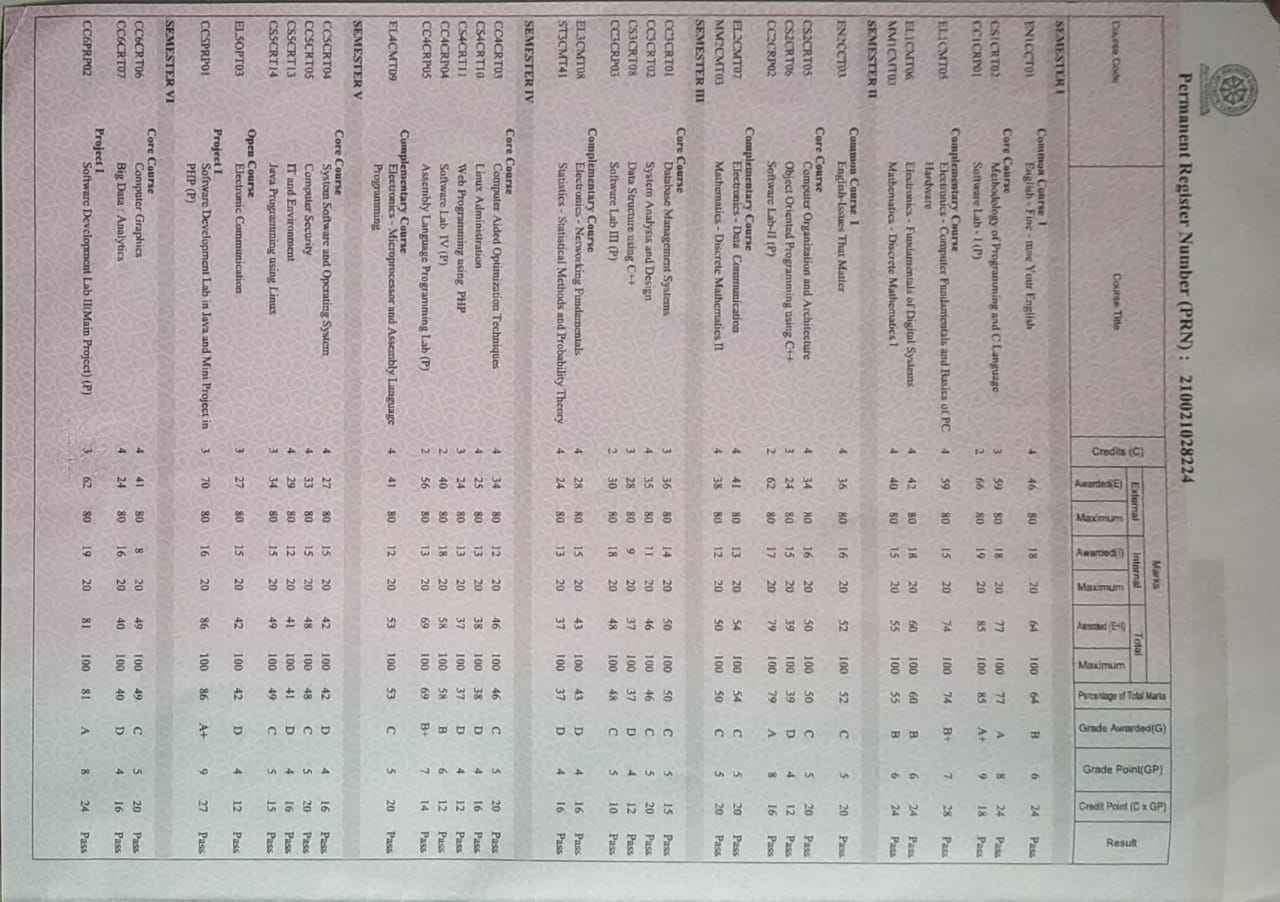 Permanent Register Number (PRN) : 210021028224
Course Code Course Title Credits (C) Marks Percentage of Total Marks Grade Awarded(G) Grade Point(GP) Credit Point (C x GP) Result
External Internal Total
Awarded(E) Maximum Awarded(I) Maximum Awarded (E+I) Maximum
SEMESTER I
Common Course 1
EN1CCT01 English - Fine - tune Your English 4 46 80 18 20 64 100 64 B 6 24 Pass
Core Course
CS1CRT02 Methodology of Programming and C Language 3 59 80 18 20 77 100 77 A 8 24 Pass
CC1CRP01 Software Lab - I (P) 2 66 80 19 20 85 100 85 A+ 9 18 Pass
Complementary Course
EL1CMT05 Electronics - Computer Fundamentals and Basics of PC 4 59 80 15 20 74 100 74 B+ 7 28 Pass
Hardware
EL1CMT06 Electronics - Fundamentals of Digital Systems 4 42 80 18 20 60 100 60 B 6 24 Pass
MM1CMT03 Mathematics - Discrete Mathematics I 4 40 80 15 20 55 100 55 B 6 24 Pass
SEMESTER II
Common Course 1
EN2CCT03 English-Issues That Matter 4 36 80 16 20 52 100 52 C 5 20 Pass
Core Course
CS2CRT05 Computer Organization and Architecture 4 34 80 16 20 50 100 50 C 5 20 Pass
CS2CRT06 Object Oriented Programming using C++ 3 24 80 15 20 39 100 39 D 4 12 Pass
CC2CRP02 Software Lab-II (P) 2 62 80 17 20 79 100 79 A 8 16 Pass
Complementary Course
EL2CMT07 Electronics - Data Communication 4 41 80 13 20 54 100 54 C 5 20 Pass
MM2CMT03 Mathematics - Discrete Mathematics II 4 38 80 12 20 50 100 50 C 5 20 Pass
SEMESTER III
Core Course
CC3CRT01 Database Management Systems 3 36 80 14 20 50 100 50 C 5 15 Pass
CC3CRT02 System Analysis and Design 4 35 80 11 20 46 100 46 C 5 20 Pass
CS3CRT08 Data Structure using C++ 3 28 80 9 20 37 100 37 D 4 12 Pass
CC3CRP03 Software Lab III (P) 2 30 80 18 20 48 100 48 C 5 10 Pass
Complementary Course
EL3CMT08 Electronics - Networking Fundamentals 4 28 80 15 20 43 100 43 D 4 16 Pass
ST3CMT41 Statistics - Statistical Methods and Probability Theory 4 24 80 13 20 37 100 37 D 4 16 Pass
SEMESTER IV
Core Course
CC4CRT03 Computer Aided Optimization Techniques 4 34 80 12 20 46 100 46 C 5 20 Pass
CS4CRT10 Linux Administration 4 25 80 13 20 38 100 38 D 4 16 Pass
CS4CRT11 Web Programming using PHP 3 24 80 13 20 37 100 37 D 4 12 Pass
CC4CRP04 Software Lab IV (P) 2 40 80 18 20 58 100 58 B 6 12 Pass
CC4CRP05 Assembly Language Programming Lab (P) 2 56 80 13 20 69 100 69 B+ 7 14 Pass
Complementary Course
EL4CMT09 Electronics - Microprocessor and Assembly Language 4 41 80 12 20 53 100 53 C 5 20 Pass
Programming
SEMESTER V
Core Course
CC5CRT04 System Software and Operating System 4 27 80 15 20 42 100 42 D 4 16 Pass
CC5CRT05 Computer Security 4 33 80 15 20 48 100 48 C 5 20 Pass
CS5CRT13 IT and Environment 4 29 80 12 20 41 100 41 D 4 16 Pass
CS5CRT14 Java Programming using Linux 3 34 80 15 20 49 100 49 C 5 15 Pass
Open Course
EL5OPT03 Electronic Communication 3 27 80 15 20 42 100 42 D 4 12 Pass
Project I
CC5PRP01 Software Development Lab in Java and Mini Project in 3 70 80 16 20 86 100 86 A+ 9 27 Pass
PHP (P)
SEMESTER VI
Core Course
CC6CRT06 Computer Graphics 4 41 80 8 20 49 100 49 C 5 20 Pass
CC6CRT07 Big Data : Analytics 4 24 80 16 20 40 100 40 D 4 16 Pass
Project I
CC6PRP02 Software Development Lab II(Main Project) (P) 3 62 80 19 20 81 100 81 A 8 24 Pass